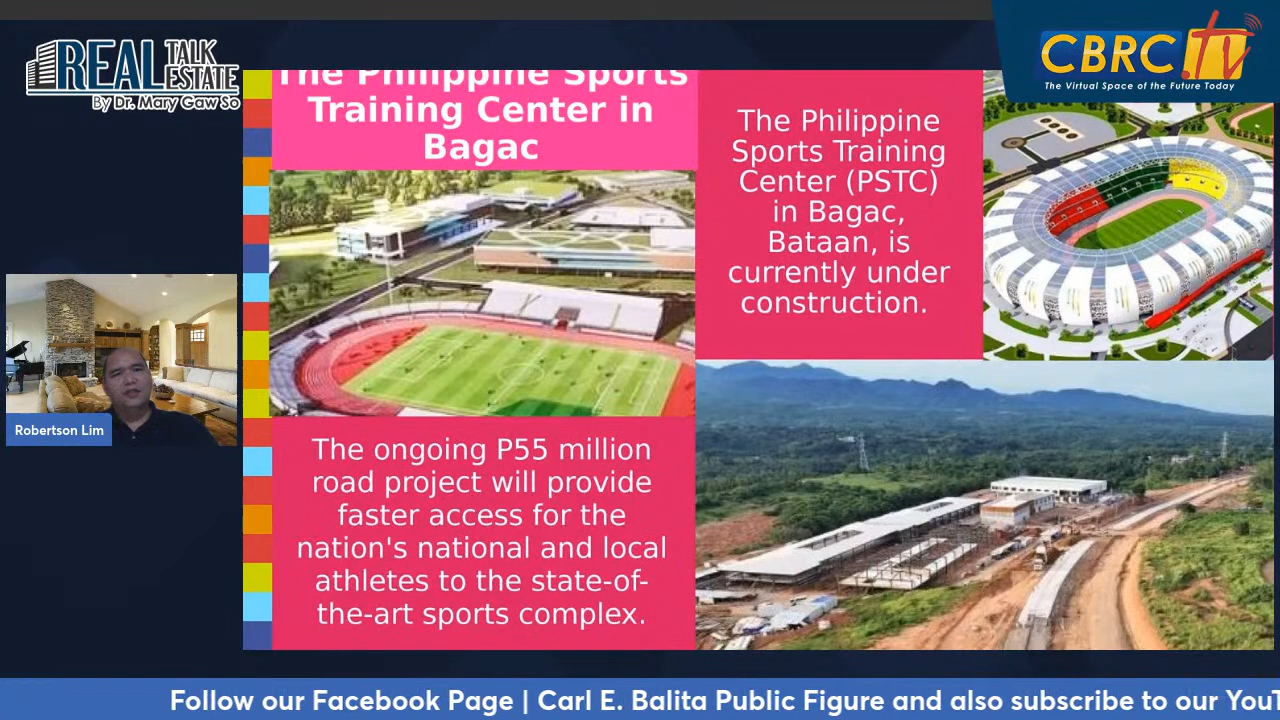 REAL TALK
ESTATE
By Dr. Mary Gaw So
CBRC.tv
The Virtual Space of the Future Today
The Philippine Sports
Training Center in
Bagac
The Philippine
Sports Training
Center (PSTC)
in Bagac,
Bataan, is
currently under
construction.
Robertson Lim
The ongoing P55 million
road project will provide
faster access for the
nation's national and local
athletes to the state-of-
the-art sports complex.
Follow our Facebook Page | Carl E. Balita Public Figure and also subscribe to our YouT